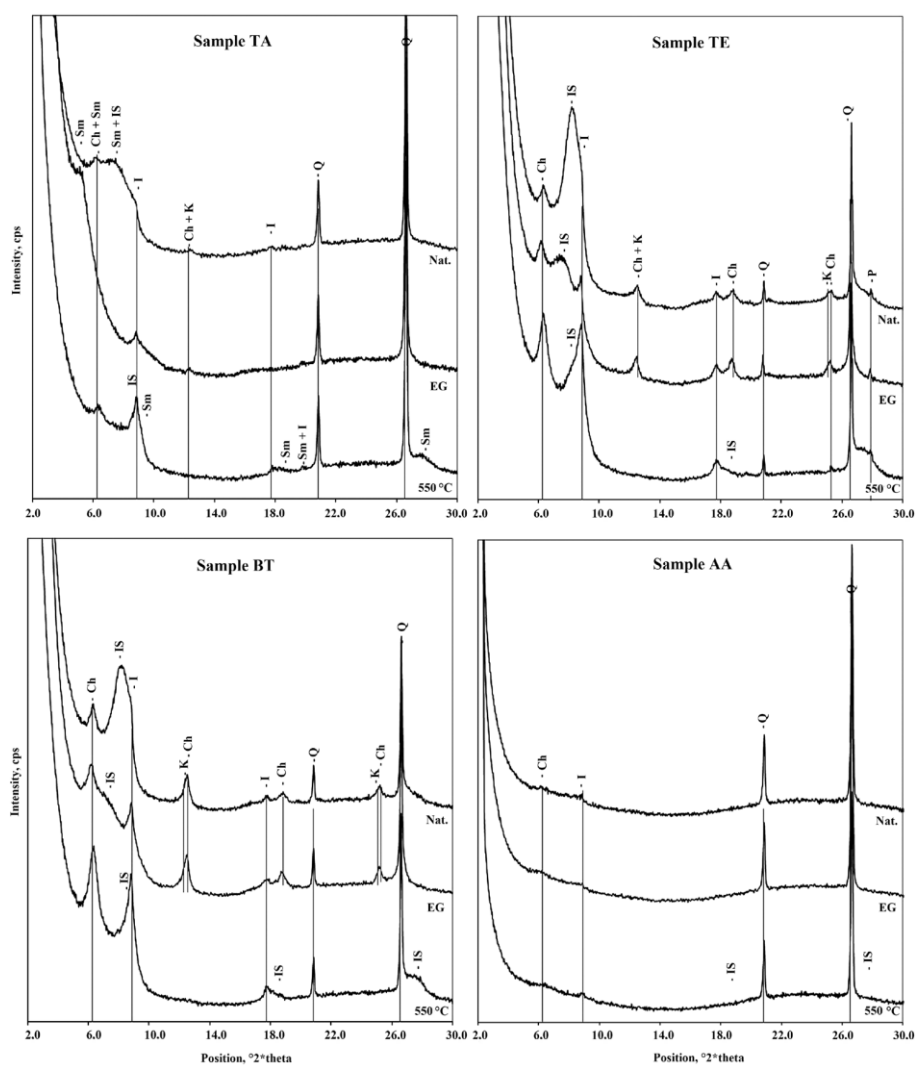 Sample TA
Q
- Sm
- Ch + Sm
- Sm + IS
- I
Ch + K
- I
- Q
Nat.
EG
IS
- Sm
- Sm
- Sm + I
- Sm
550 °C
Intensity, cps
2.0 6.0 10.0 14.0 18.0 22.0 26.0 30.0
Sample TE
- Ch
- IS
- I
- IS
- Ch + K
- I
- Ch
- Q
- K
Ch
- Q
- P
Nat.
EG
- IS
- IS
550 °C
2.0 6.0 10.0 14.0 18.0 22.0 26.0 30.0
Sample BT
- Ch
- IS
- I
- IS
- K
- Ch
- I
- Ch
- Q
- K
- Ch
- Q
Nat.
EG
- IS
- IS
- IS
550 °C
Intensity, cps
2.0 6.0 10.0 14.0 18.0 22.0 26.0 30.0
Position, °2*theta
Sample AA
- Ch
- I
- Q
Q
Nat.
EG
- IS
- IS
550 °C
2.0 6.0 10.0 14.0 18.0 22.0 26.0 30.0
Position, °2*theta